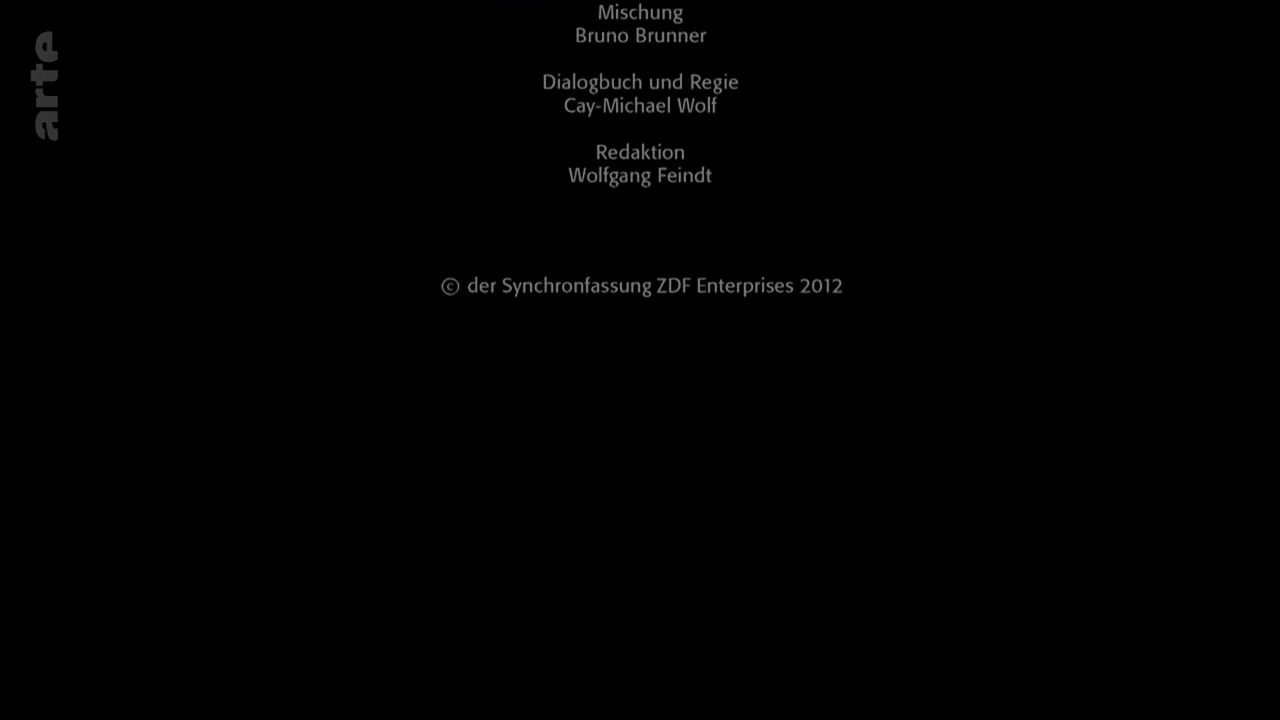 arte
Mischung
Bruno Brunner
Dialogbuch und Regie
Cay-Michael Wolf
Redaktion
Wolfgang Feindt
© der Synchronfassung ZDF Enterprises 2012